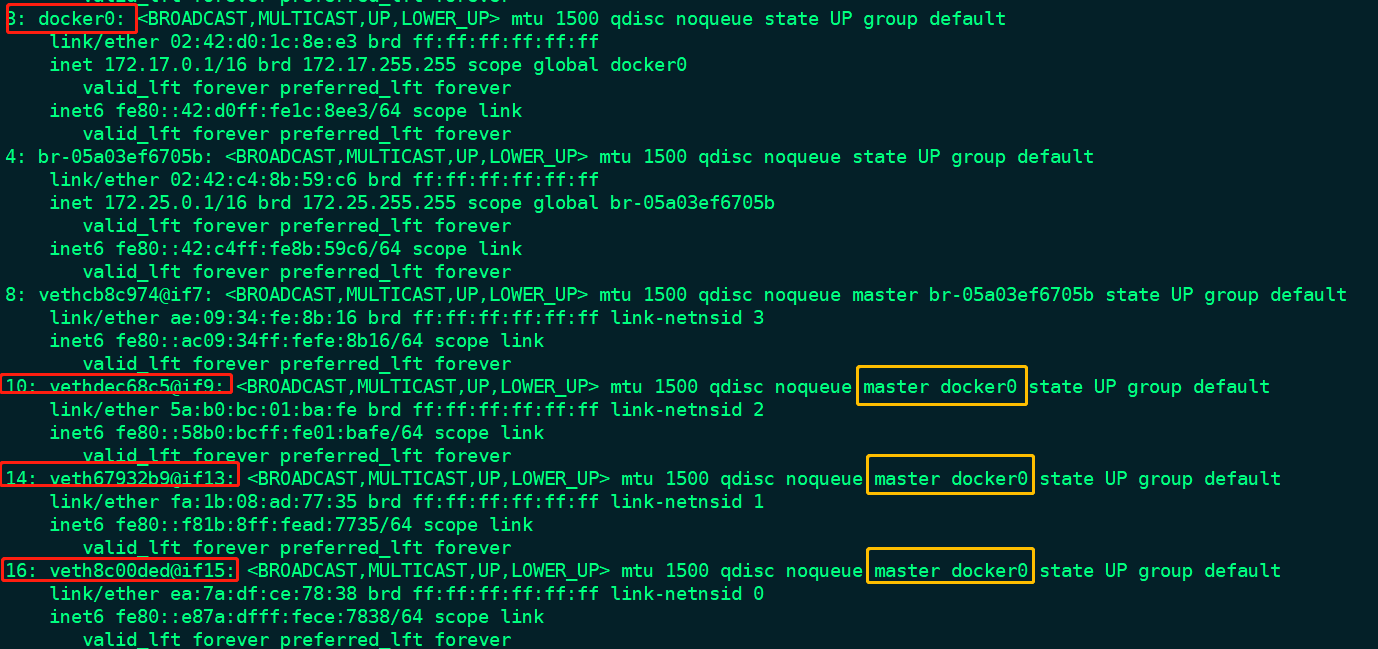 3: docker0: <BROADCAST,MULTICAST,UP,LOWER_UP> mtu 1500 qdisc noqueue state UP group default
link/ether 02:42:d0:1c:8e:e3 brd ff:ff:ff:ff:ff:ff
inet 172.17.0.1/16 brd 172.17.255.255 scope global docker0
valid_lft forever preferred_lft forever
inet6 fe80::42:d0ff:fe1c:8ee3/64 scope link
valid_lft forever preferred_lft forever
4: br-05a03ef6705b: <BROADCAST,MULTICAST,UP,LOWER_UP> mtu 1500 qdisc noqueue state UP group default
link/ether 02:42:c4:8b:59:c6 brd ff:ff:ff:ff:ff:ff
inet 172.25.0.1/16 brd 172.25.255.255 scope global br-05a03ef6705b
valid_lft forever preferred_lft forever
inet6 fe80::42:c4ff:fe8b:59c6/64 scope link
valid_lft forever preferred_lft forever
8: vethcb8c974@if7: <BROADCAST,MULTICAST,UP,LOWER_UP> mtu 1500 qdisc noqueue master br-05a03ef6705b state UP group default
link/ether ae:09:34:fe:8b:16 brd ff:ff:ff:ff:ff:ff link-netnsid 3
inet6 fe80::ac09:34ff:fefe:8b16/64 scope link
valid_lft forever preferred_lft forever
10: vethdec68c5@if9: <BROADCAST,MULTICAST,UP,LOWER_UP> mtu 1500 qdisc noqueue master docker0 state UP group default
link/ether 5a:b0:bc:01:ba:fe brd ff:ff:ff:ff:ff:ff link-netnsid 2
inet6 fe80::58b0:bcff:fe01:bafe/64 scope link
valid_lft forever preferred_lft forever
14: veth67932b9@if13: <BROADCAST,MULTICAST,UP,LOWER_UP> mtu 1500 qdisc noqueue master docker0 state UP group default
link/ether fa:1b:08:ad:77:35 brd ff:ff:ff:ff:ff:ff link-netnsid 1
inet6 fe80::f81b:8ff:fead:7735/64 scope link
valid_lft forever preferred_lft forever
16: veth8c00ded@if15: <BROADCAST,MULTICAST,UP,LOWER_UP> mtu 1500 qdisc noqueue master docker0 state UP group default
link/ether ea:7a:df:ce:78:38 brd ff:ff:ff:ff:ff:ff link-netnsid 0
inet6 fe80::e87a:dfff:fece:7838/64 scope link
valid_lft forever preferred_lft forever